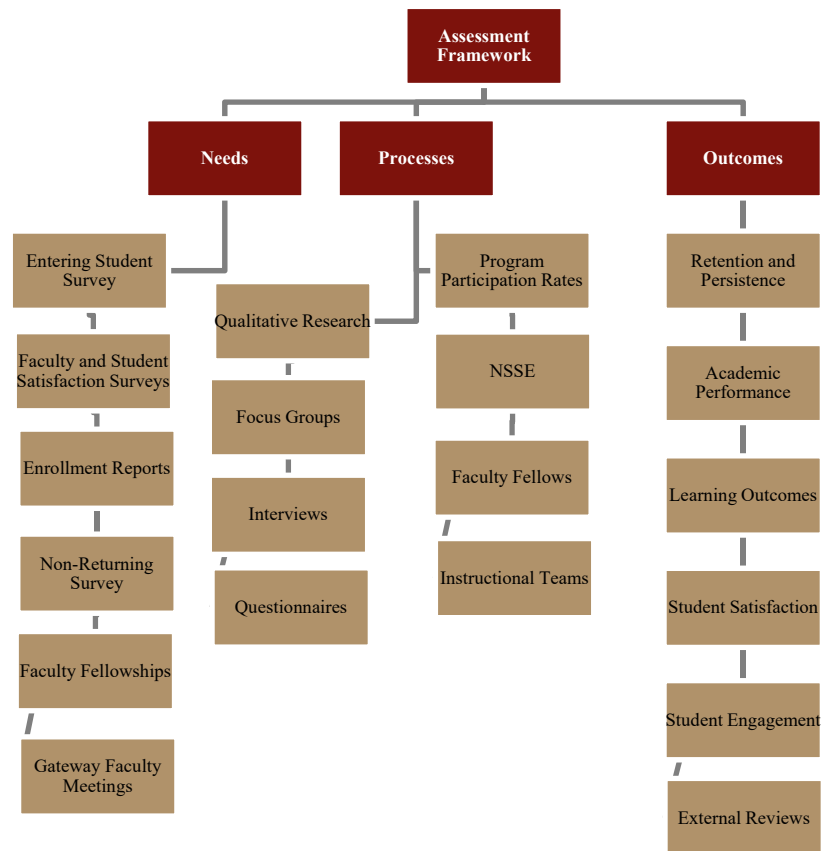 Assessment
Framework
Needs
Processes
Outcomes
Entering Student
Survey
Faculty and Student
Satisfaction Surveys
Enrollment Reports
Non-Returning
Survey
Faculty Fellowships
Gateway Faculty
Meetings
Qualitative Research
Focus Groups
Interviews
Questionnaires
Program
Participation Rates
NSSE
Faculty Fellows
Instructional Teams
Retention and
Persistence
Academic
Performance
Learning Outcomes
Student Satisfaction
Student Engagement
External Reviews